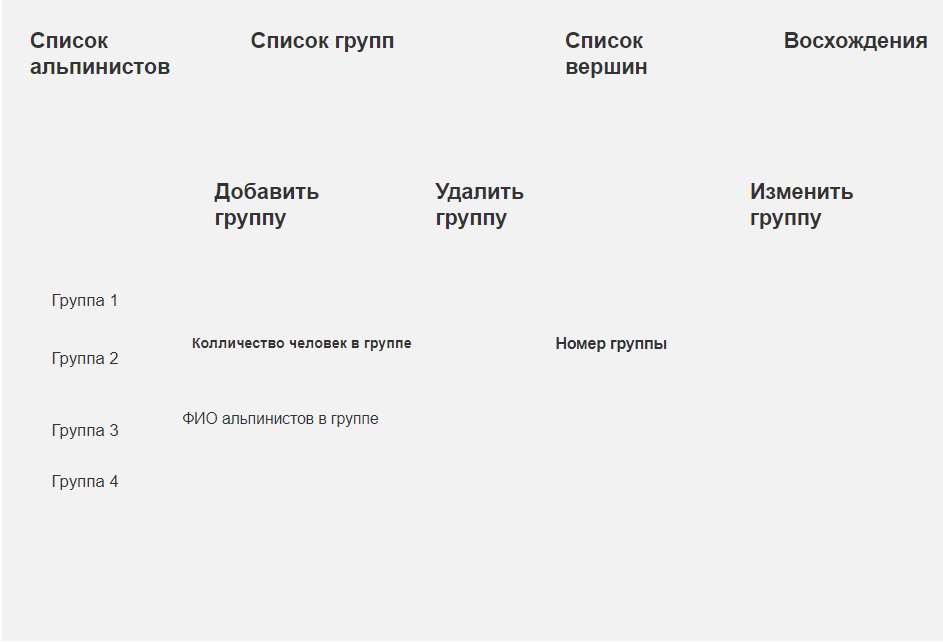 Список
альпинистов
Список групп
Список
вершин
Восхождения
Добавить
группу
Удалить
группу
Изменить
группу
Группа 1
Колличество человек в группе
Номер группы
Группа 2
ФИО альпинистов в группе
Группа 3
Группа 4